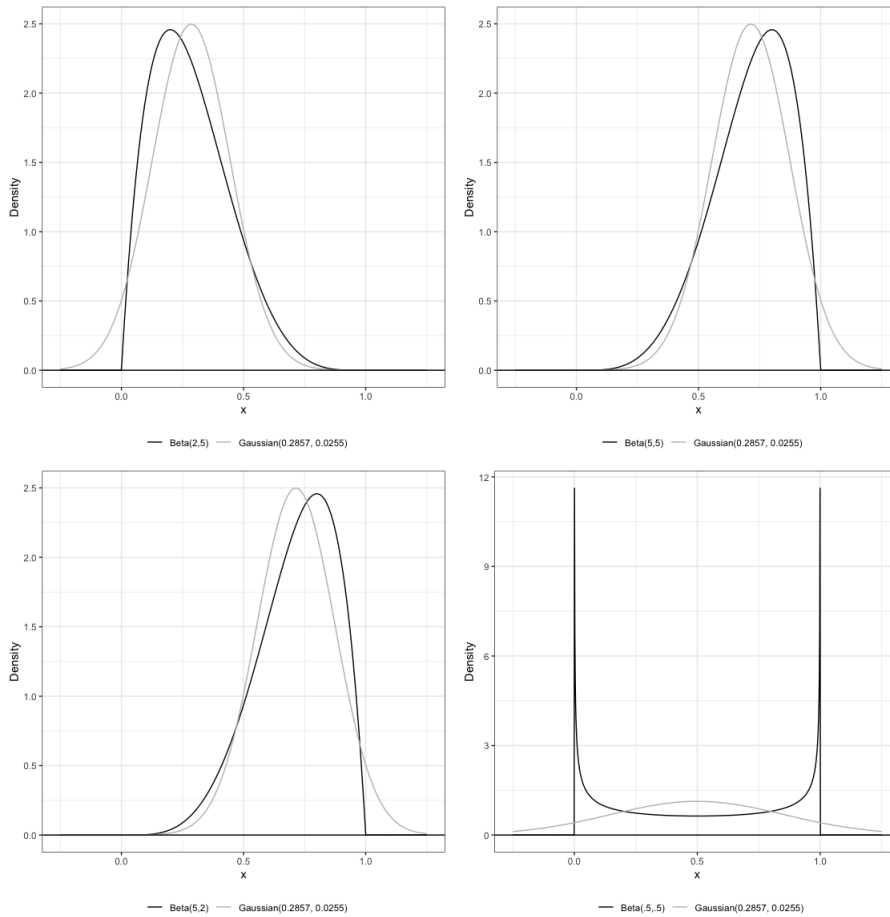 2.5
2.0
1.5
1.0
0.5
0.0
Density
0.0 0.5 1.0
x
Beta(2,5) Gaussian(0.2857, 0.0255)
2.5
2.0
1.5
1.0
0.5
0.0
Density
0.0 0.5 1.0
x
Beta(5,5) Gaussian(0.2857, 0.0255)
2.5
2.0
1.5
1.0
0.5
0.0
Density
0.0 0.5 1.0
x
Beta(5,2) Gaussian(0.2857, 0.0255)
12
9
6
3
0
Density
0.0 0.5 1.0
x
Beta(.5,.5) Gaussian(0.2857, 0.0255)